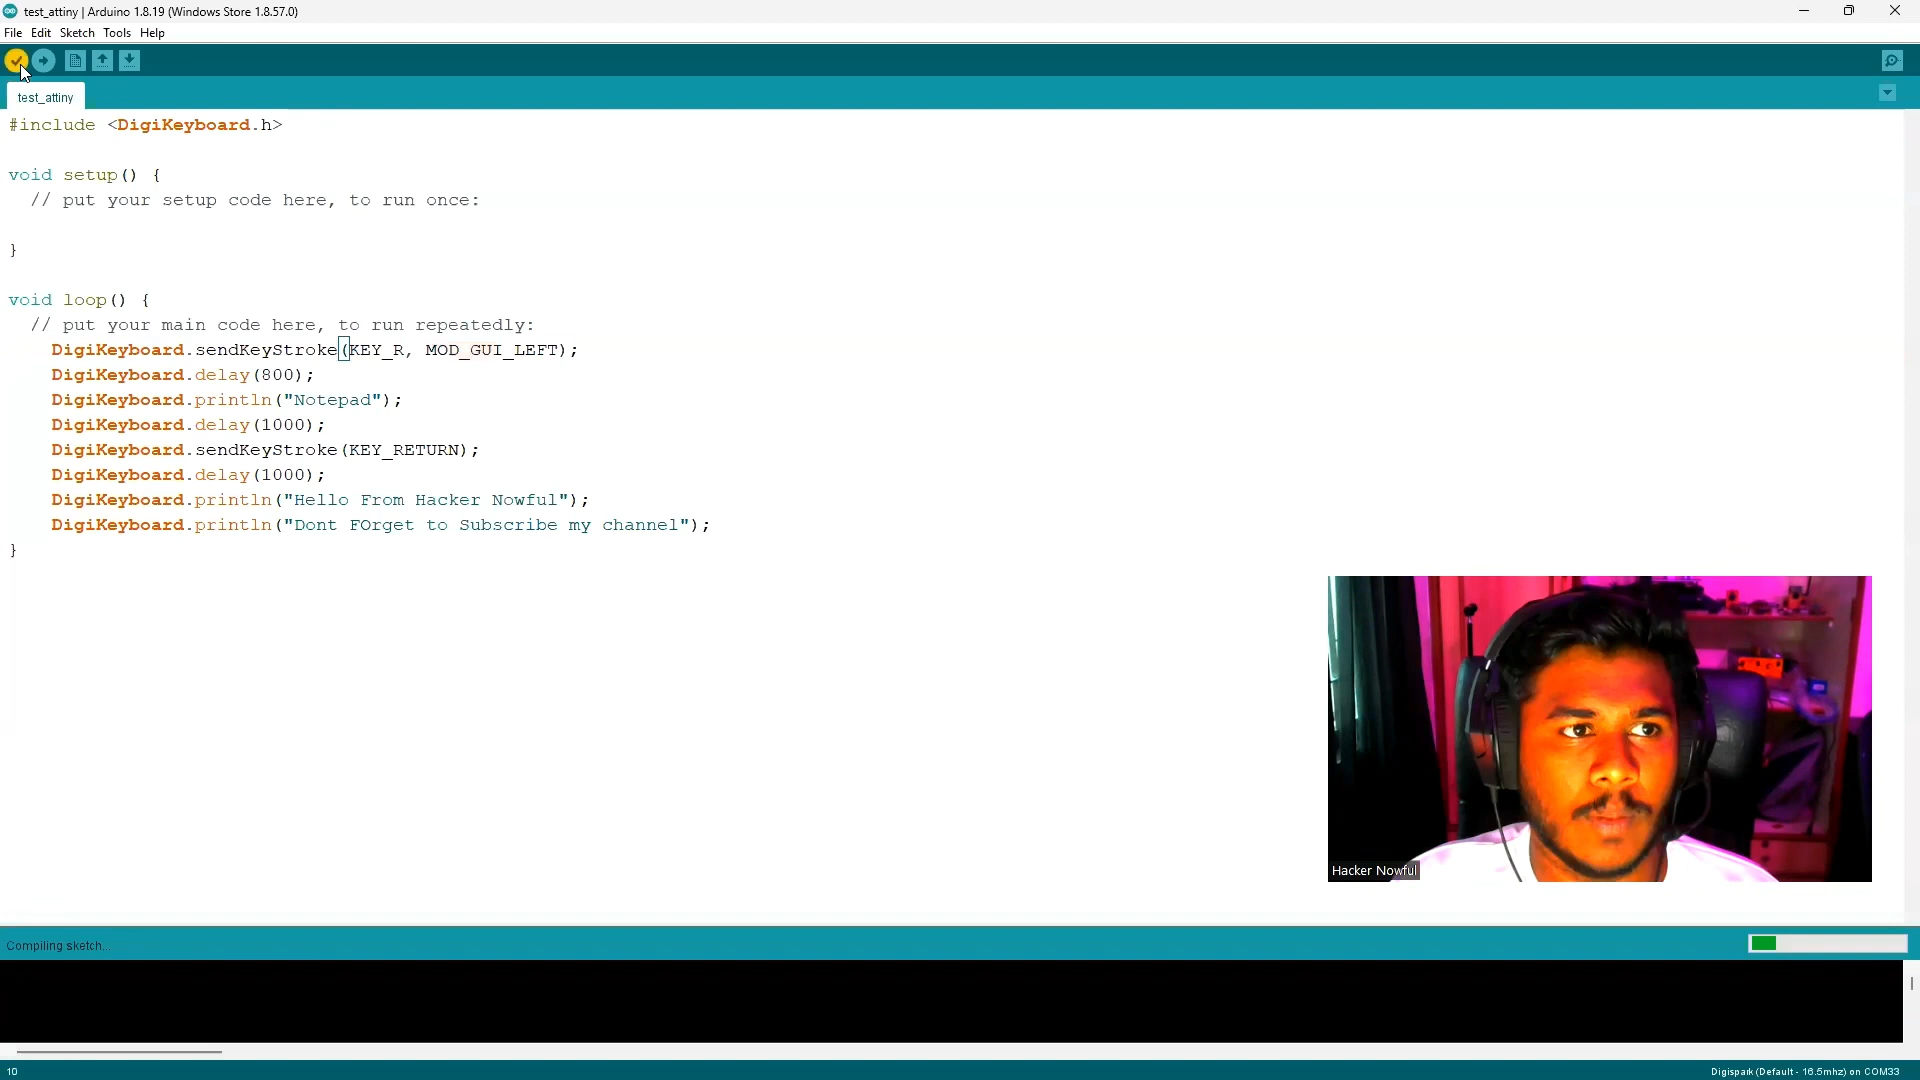 test_attiny | Arduino 1.8.19 (Windows Store 1.8.57.0)
File Edit Sketch Tools Help
test_attiny
#include <DigiKeyboard.h>
void setup() {
// put your setup code here, to run once:
}
void loop() {
// put your main code here, to run repeatedly:
DigiKeyboard.sendKeyStroke(KEY_R, MOD_GUI_LEFT);
DigiKeyboard.delay(800);
DigiKeyboard.println("Notepad");
DigiKeyboard.delay(1000);
DigiKeyboard.sendKeyStroke(KEY_RETURN);
DigiKeyboard.delay(1000);
DigiKeyboard.println("Hello From Hacker Nowful");
DigiKeyboard.println("Dont FOrget to Subscribe my channel");
}
Hacker Nowful
Compiling sketch...
10
Digispark (Default - 16.5mhz) on COM33